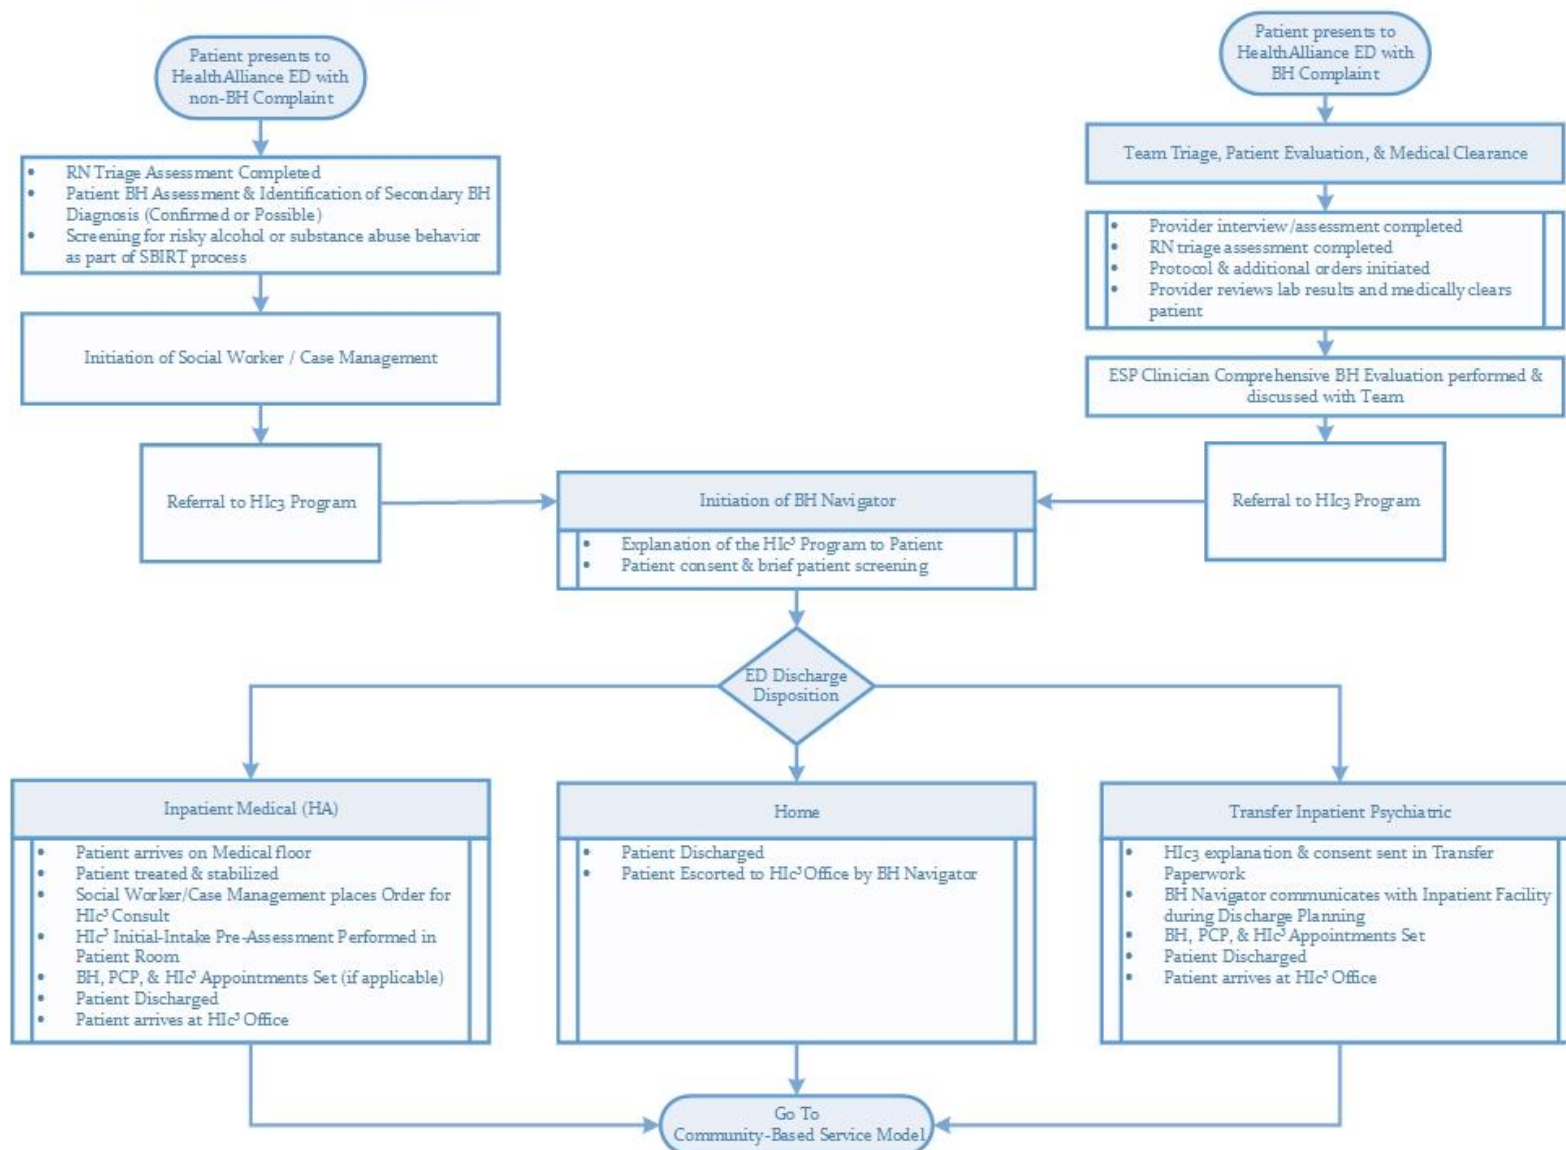 Patient presents to
HealthAlliance ED with
non-BH Complaint
• RN Triage Assessment Completed
• Patient BH Assessment & Identification of Secondary BH
Diagnosis (Confirmed or Possible)
• Screening for risky alcohol or substance abuse behavior
as part of SBIRT process
Initiation of Social Worker / Case Management
Referral to HIc3 Program
Patient presents to
HealthAlliance ED with
BH Complaint
Team Triage, Patient Evaluation, & Medical Clearance
• Provider interview/assessment completed
• RN triage assessment completed
• Protocol & additional orders initiated
• Provider reviews lab results and medically clears
patient
ESP Clinician Comprehensive BH Evaluation performed &
discussed with Team
Referral to HIc3 Program
Initiation of BH Navigator
• Explanation of the HIc³ Program to Patient
• Patient consent & brief patient screening
ED Discharge
Disposition
Inpatient Medical (HA)
• Patient arrives on Medical floor
• Patient treated & stabilized
• Social Worker/Case Management places Order for
HIc³ Consult
• HIc³ Initial-Intake Pre-Assessment Performed in
Patient Room
• BH, PCP, & HIc³ Appointments Set (if applicable)
• Patient Discharged
• Patient arrives at HIc³ Office
Home
• Patient Discharged
• Patient Escorted to HIc³ Office by BH Navigator
Transfer Inpatient Psychiatric
• HIc3 explanation & consent sent in Transfer
Paperwork
• BH Navigator communicates with Inpatient Facility
during Discharge Planning
• BH, PCP, & HIc³ Appointments Set
• Patient Discharged
• Patient arrives at HIc³ Office
Go To
Community-Based Service Model